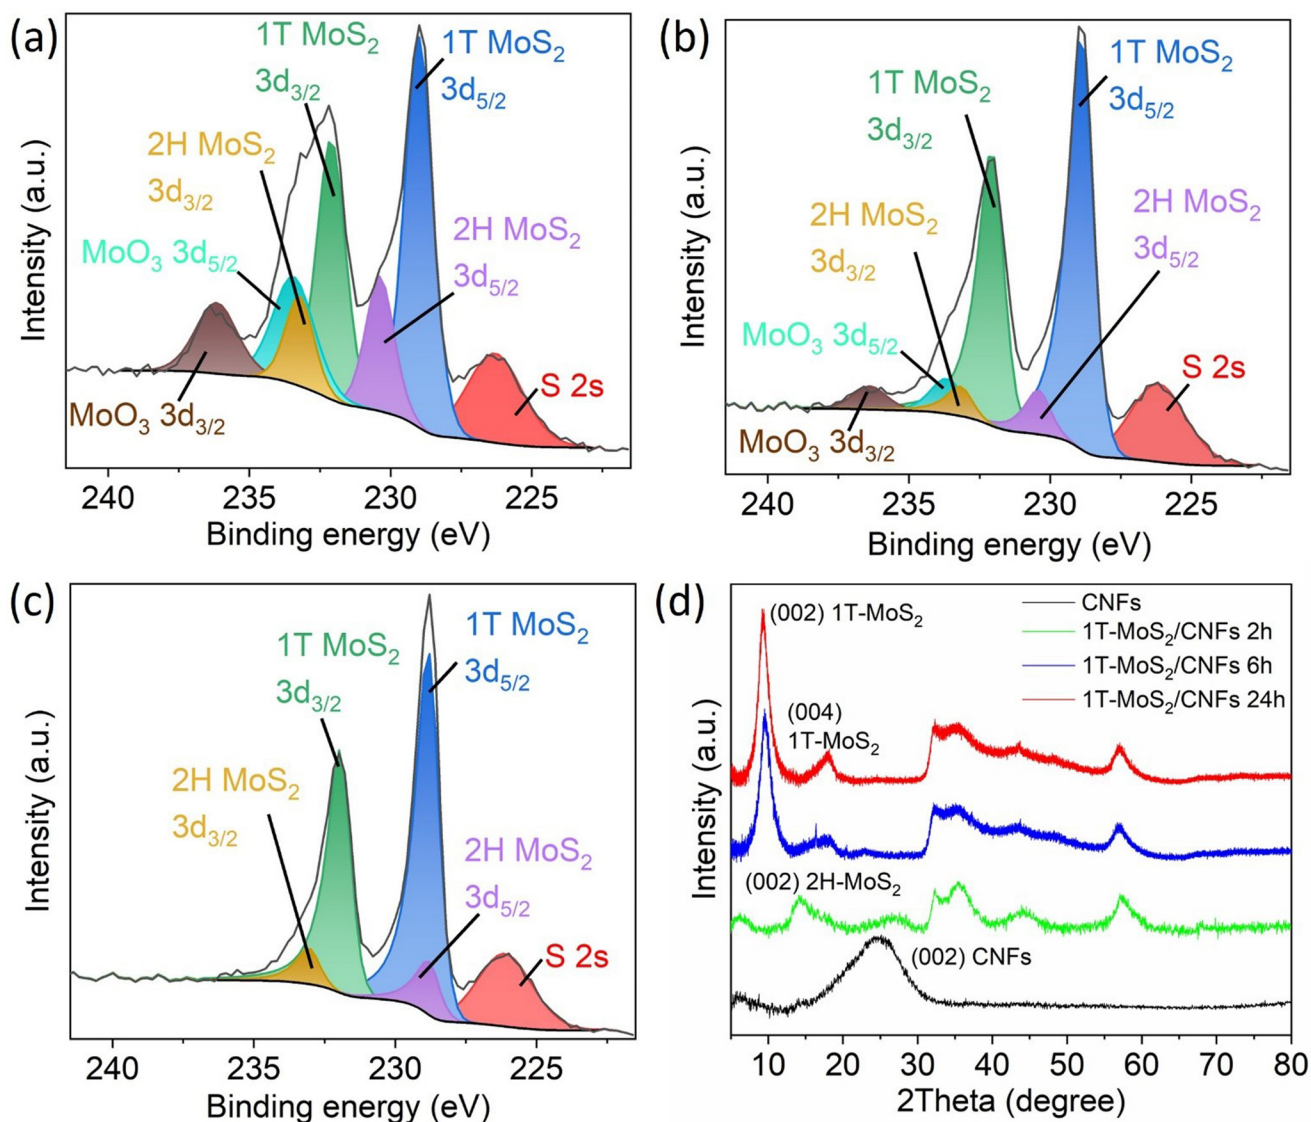 (a)
1T MoS₂
3d₃/₂
1T MoS₂
3d₅/₂
2H MoS₂
3d₃/₂
MoO₃ 3d₅/₂
2H MoS₂
3d₅/₂
S 2s
MoO₃ 3d₃/₂
Intensity (a.u.)
240 235 230 225
Binding energy (eV)
(b)
1T MoS₂
3d₅/₂
1T MoS₂
3d₃/₂
2H MoS₂
3d₅/₂
2H MoS₂
3d₃/₂
MoO₃ 3d₅/₂
S 2s
MoO₃ 3d₃/₂
Intensity (a.u.)
240 235 230 225
Binding energy (eV)
(c)
1T MoS₂
3d₅/₂
1T MoS₂
3d₃/₂
2H MoS₂
3d₃/₂
2H MoS₂
3d₅/₂
S 2s
Intensity (a.u.)
240 235 230 225
Binding energy (eV)
(d)
(002) 1T-MoS₂
CNFs
1T-MoS₂/CNFs 2h
1T-MoS₂/CNFs 6h
1T-MoS₂/CNFs 24h
(004)
1T-MoS₂
(002) 2H-MoS₂
(002) CNFs
Intensity (a.u.)
10 20 30 40 50 60 70 80
2Theta (degree)